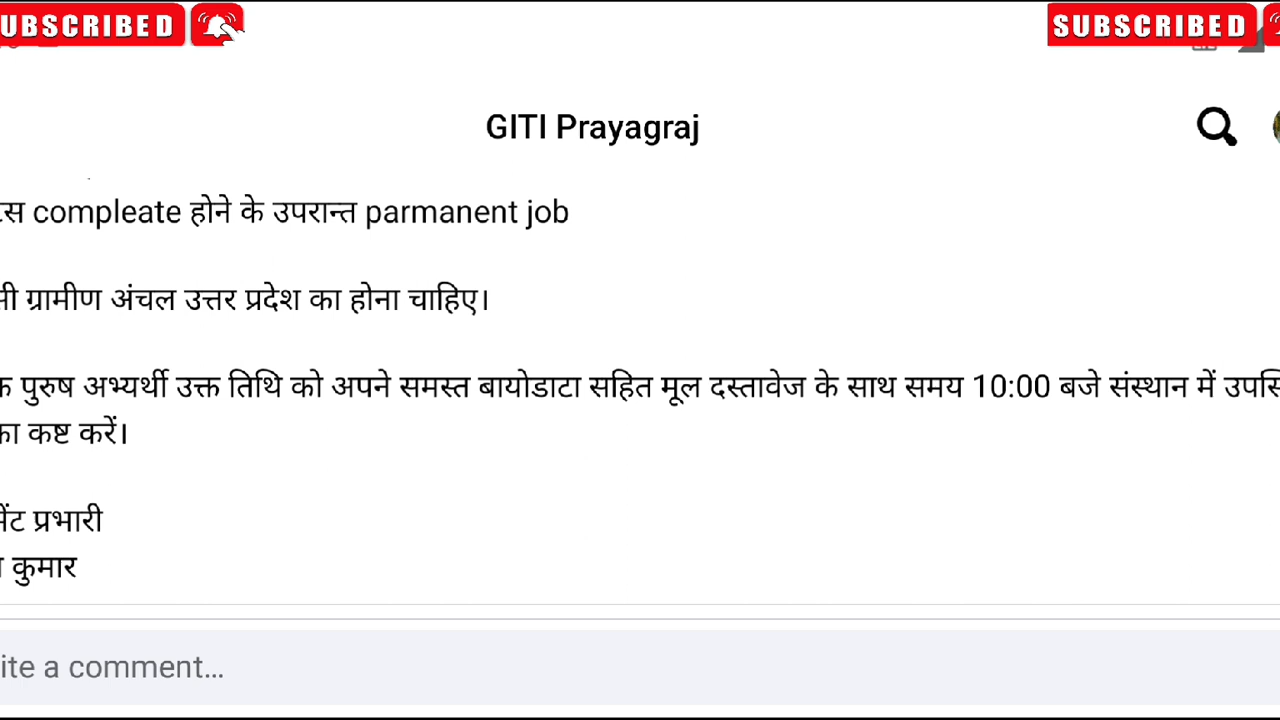 SUBSCRIBED
SUBSCRIBED
GITI Prayagraj
compleate होने के उपरान्त parmanent job
ग्रामीण अंचल उत्तर प्रदेश का होना चाहिए।
पुरुष अभ्यर्थी उक्त तिथि को अपने समस्त बायोडाटा सहित मूल दस्तावेज के साथ समय 10:00 बजे संस्थान में
का कष्ट करें।
प्रभारी
कुमार
ite a comment...